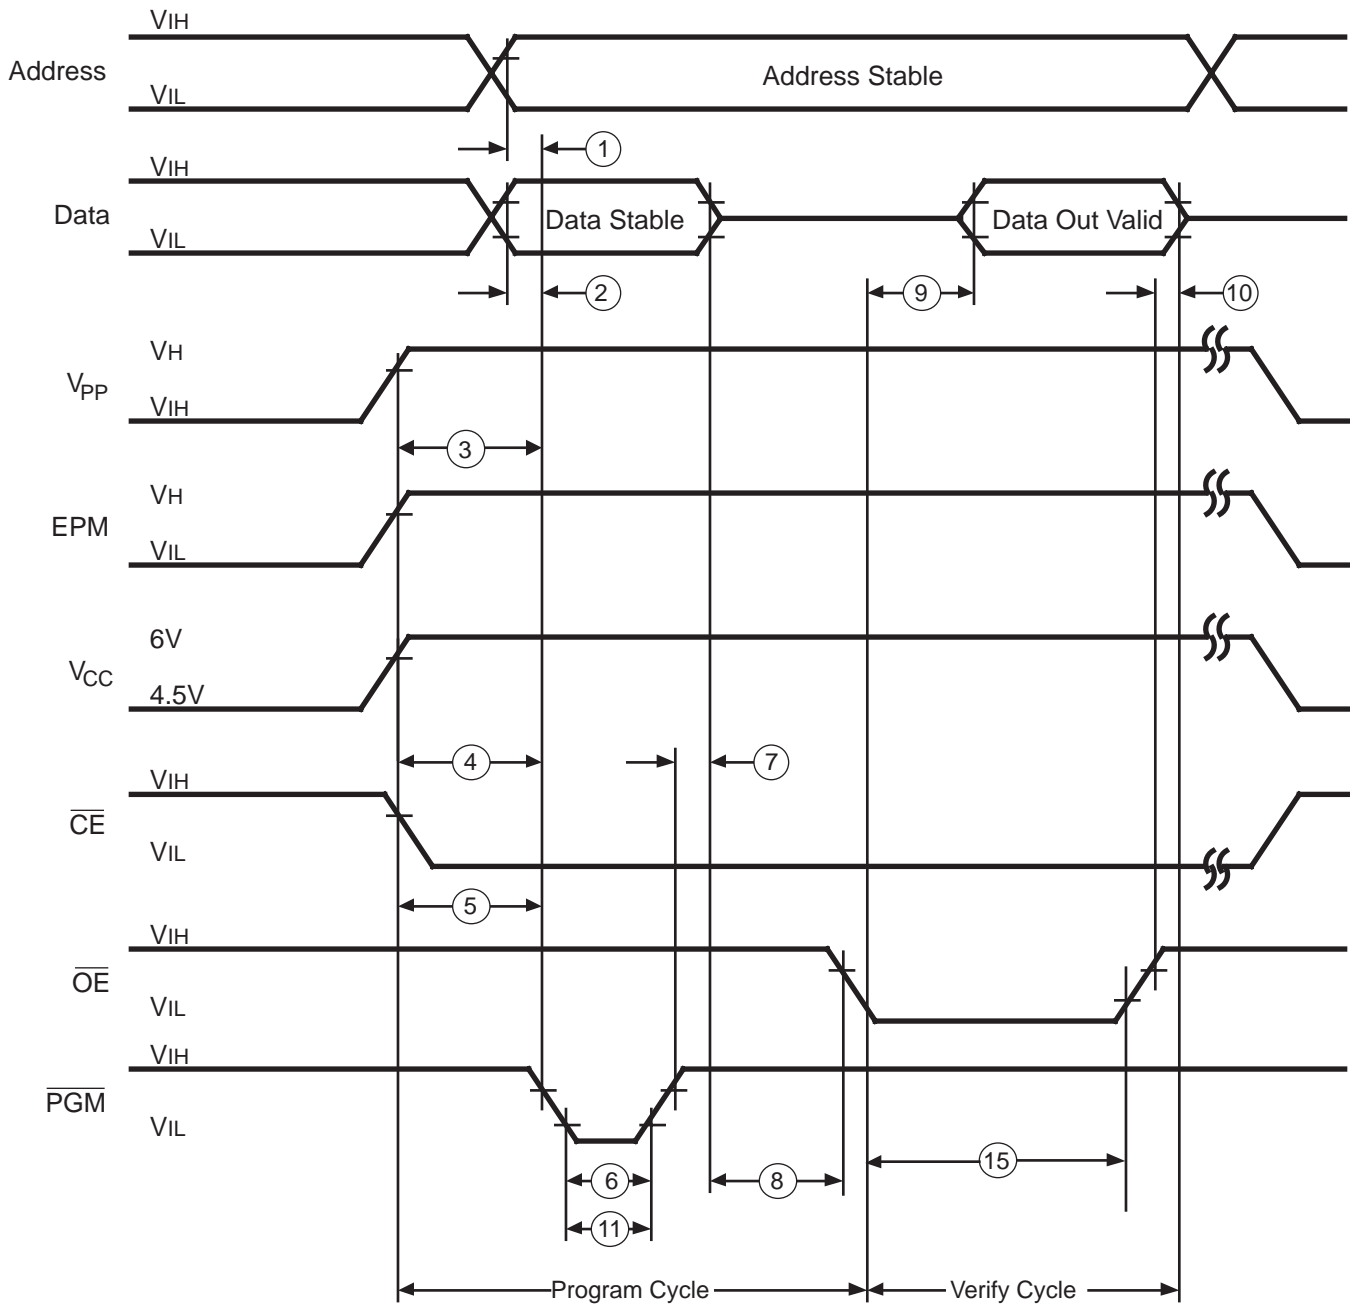 VIH
Address
Address Stable
VIL
1
VIH
Data
Data Stable
Data Out Valid
VIL
2
9
10
VH
VPP
VIH
3
VH
EPM
VIL
6V
VCC
4.5V
4
7
VIH
CE
VIL
5
VIH
OE
VIL
VIH
PGM
VIL
15
6
8
11
Program Cycle
Verify Cycle